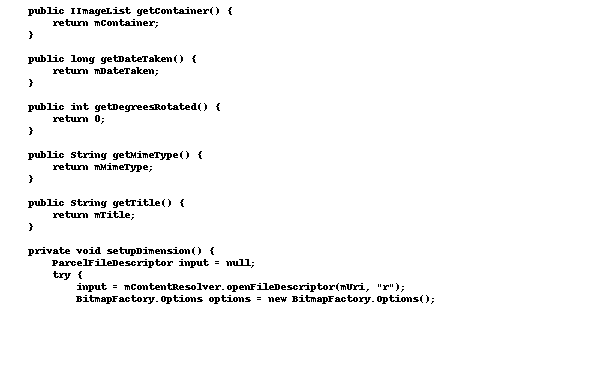 public IImageList getContainer() {
    return mContainer;
}

public long getDateTaken() {
    return mDateTaken;
}

public int getDegreesRotated() {
    return 0;
}

public String getMimeType() {
    return mMimeType;
}

public String getTitle() {
    return mTitle;
}

private void setupDimension() {
    ParcelFileDescriptor input = null;
    try {
        input = mContentResolver.openFileDescriptor(mUri, "r");
        BitmapFactory.Options options = new BitmapFactory.Options();